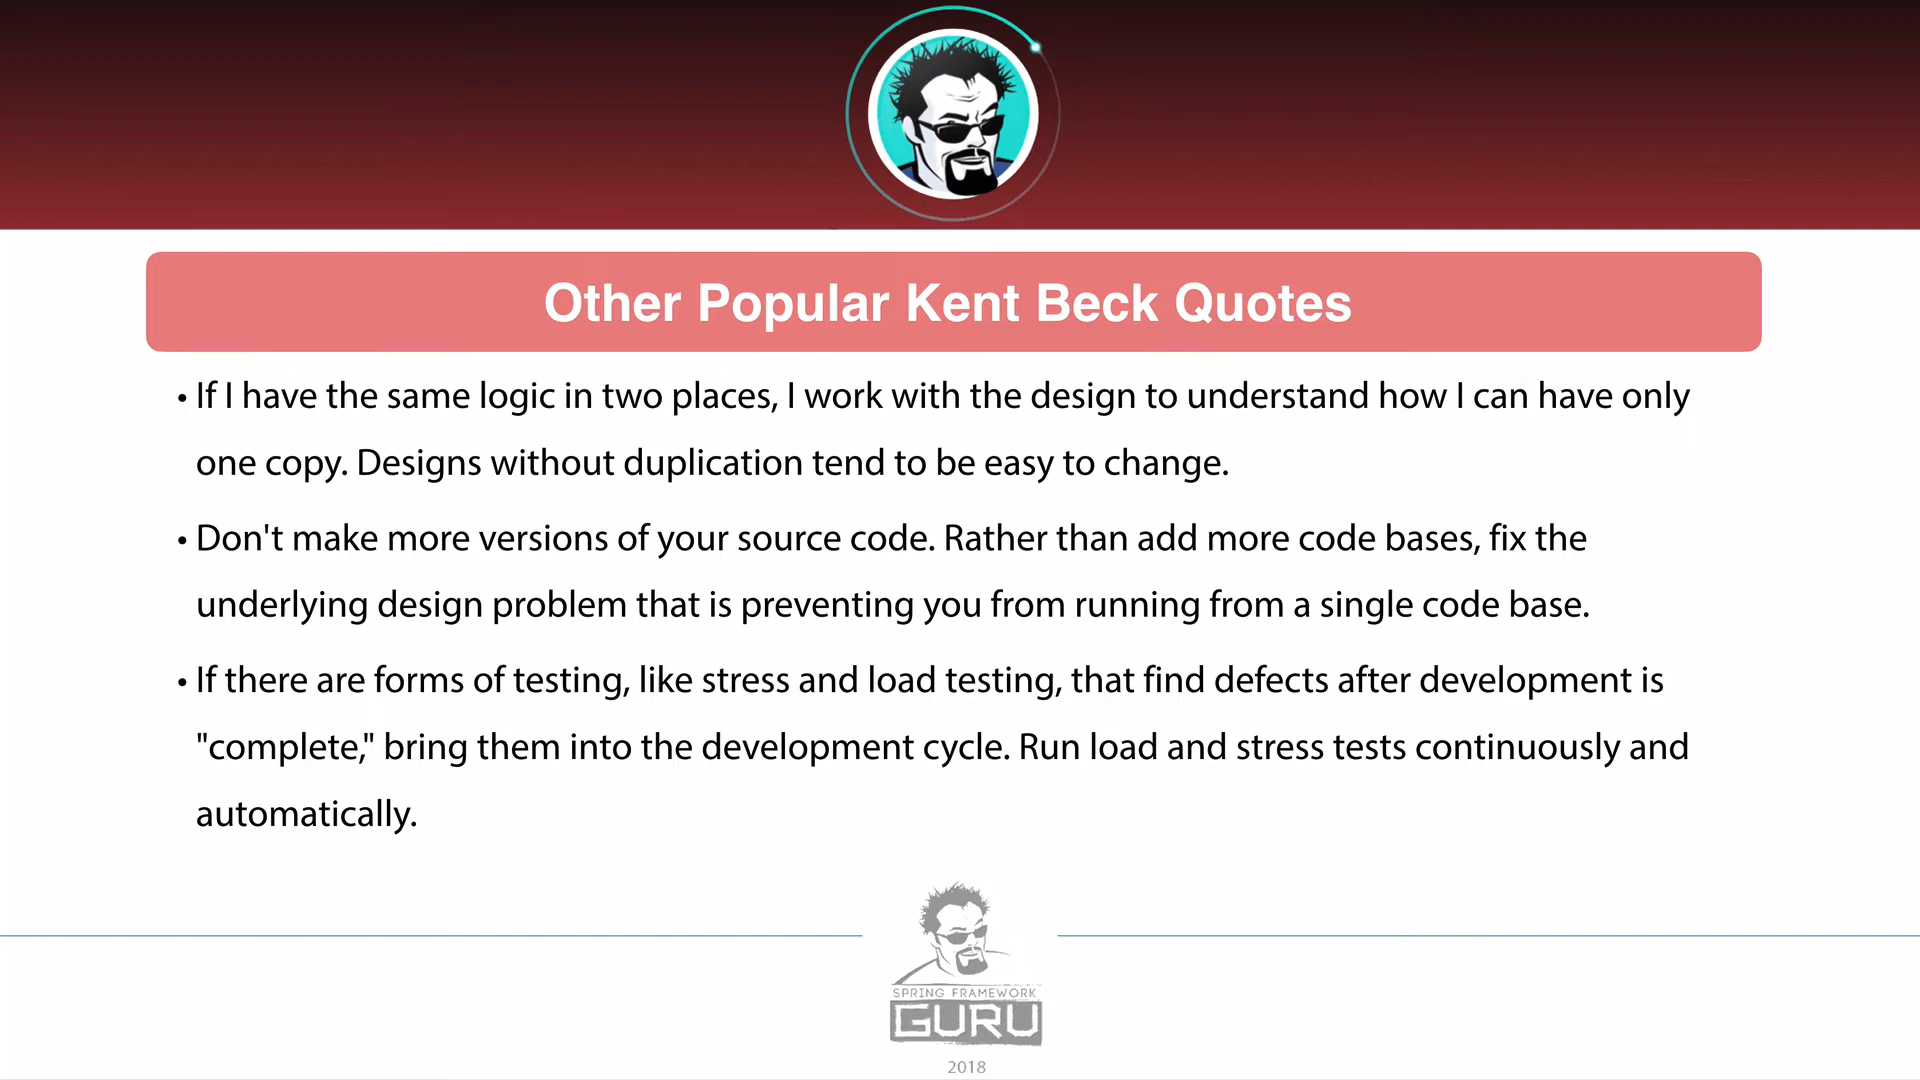 Other Popular Kent Beck Quotes
• If I have the same logic in two places, I work with the design to understand how I can have only
one copy. Designs without duplication tend to be easy to change.
• Don't make more versions of your source code. Rather than add more code bases, fix the
underlying design problem that is preventing you from running from a single code base.
• If there are forms of testing, like stress and load testing, that find defects after development is
"complete," bring them into the development cycle. Run load and stress tests continuously and
automatically.
SPRING FRAMEWORK
GURU
2018